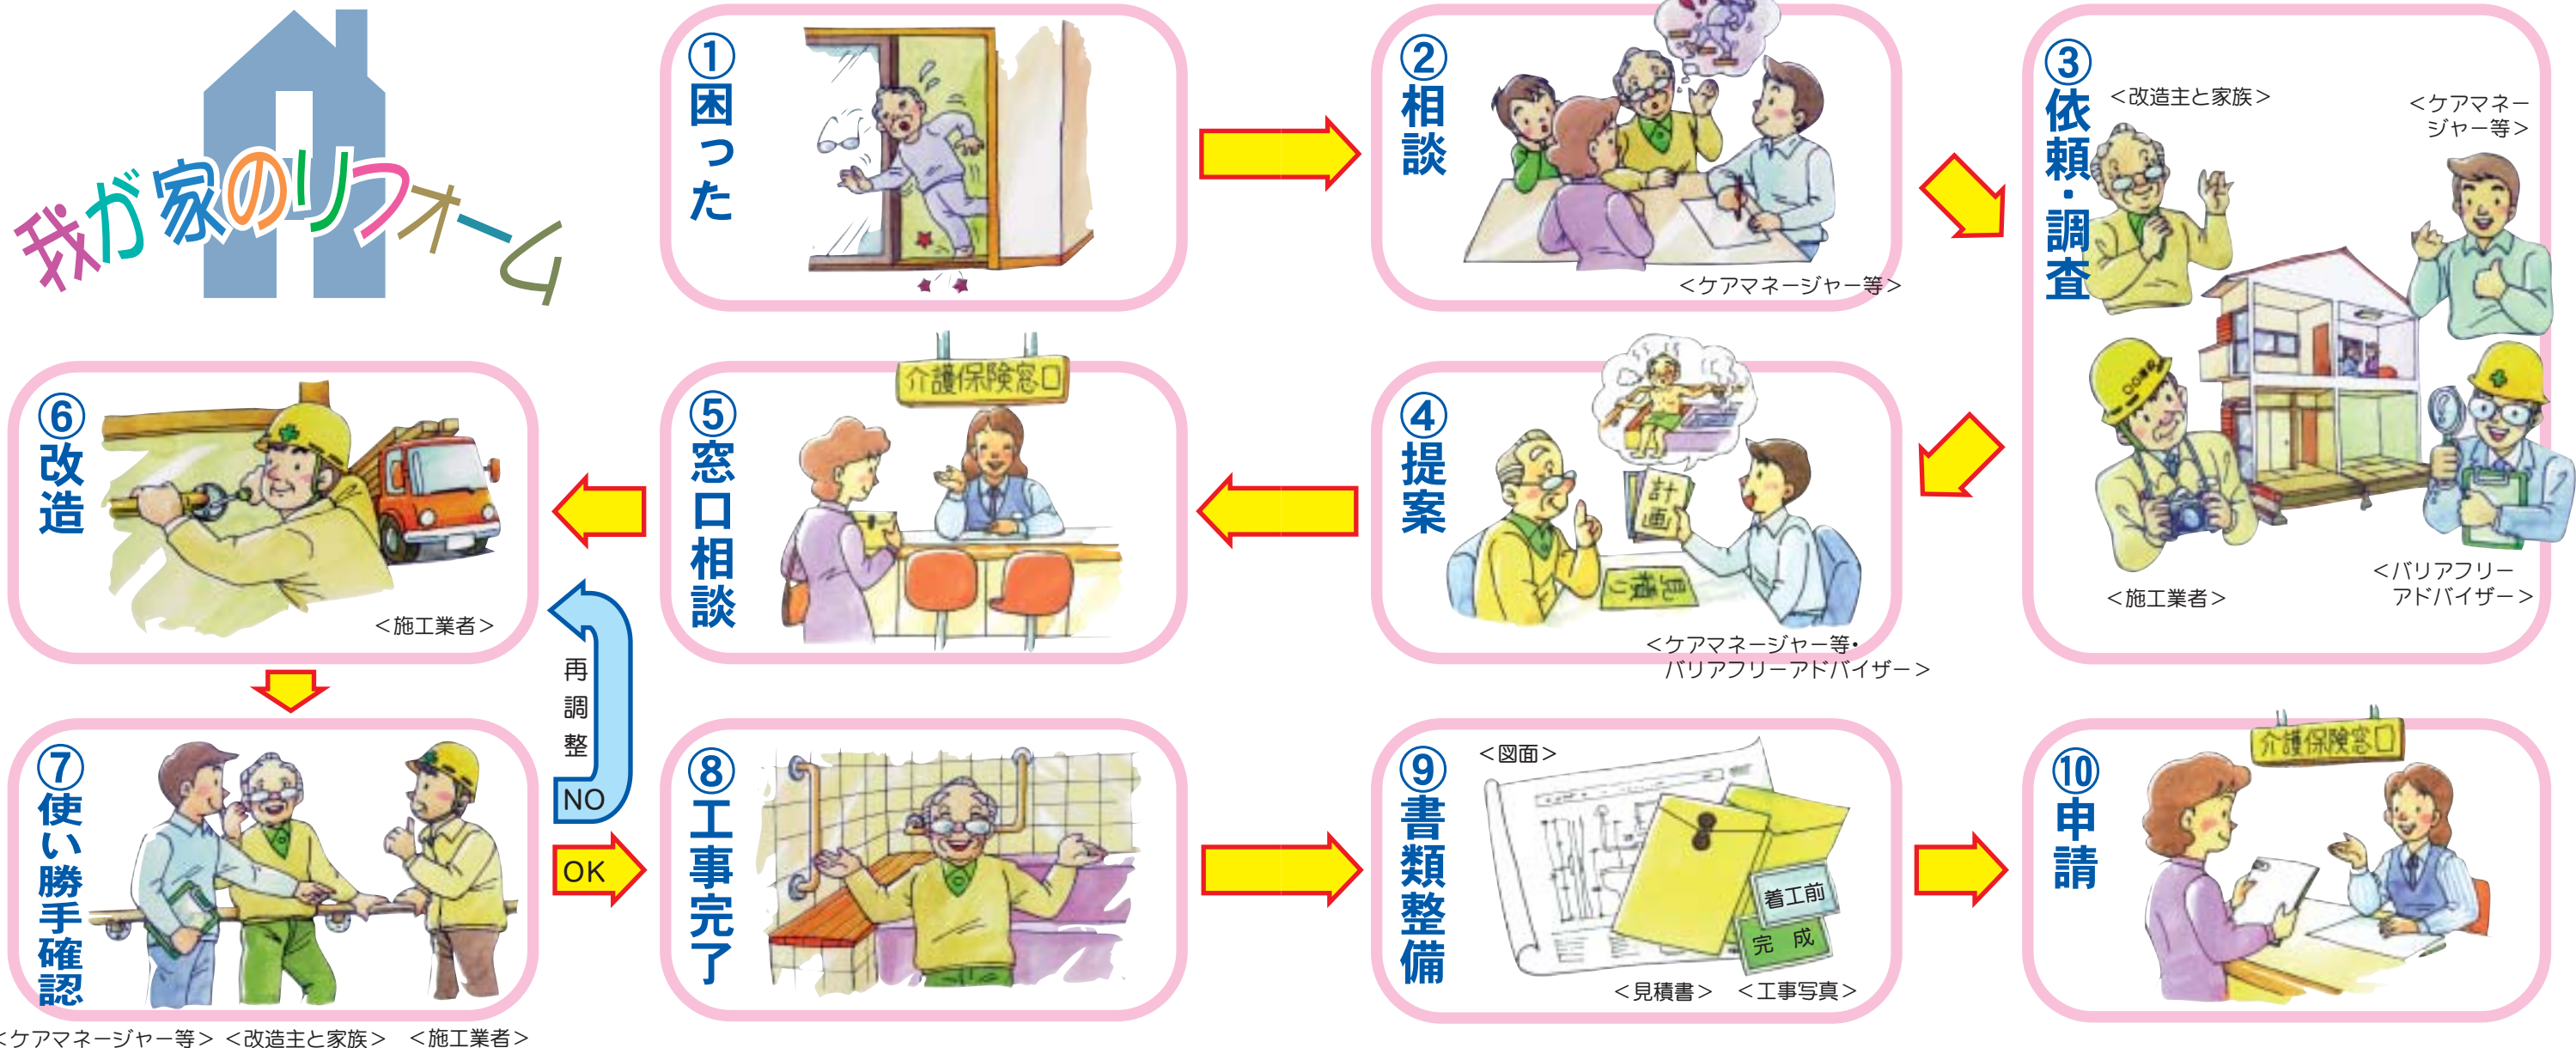 我が家のリフォーム
①困った
②相談
<ケアマネージャー等>
③依頼・調査
<改造主と家族>
<ケアマネー
ジャー等>
<施工業者>
<バリアフリー
アドバイザー>
④提案
計画
見積り
<ケアマネージャー等・
バリアフリーアドバイザー>
⑤窓口相談
介護保険窓口
⑥改造
<施工業者>
再調整
NO
OK
⑦使い勝手確認
<ケアマネージャー等>
<改造主と家族>
<施工業者>
⑧工事完了
⑨書類整備
<図面>
着工前
完成
<見積書>
<工事写真>
⑩申請
介護保険窓口